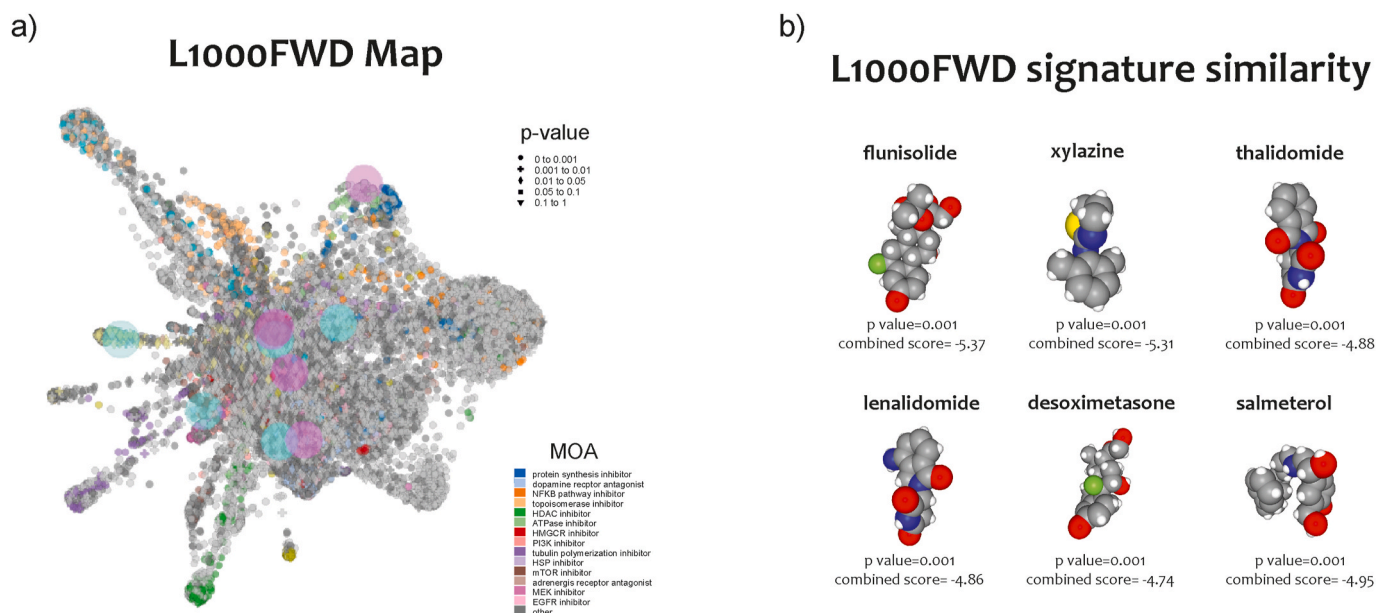 a)
L1000FWD Map
p-value
0 to 0.001
0.001 to 0.01
0.01 to 0.05
0.05 to 0.1
0.1 to 1
MOA
protein synthesis inhibitor
dopamine recptor antagonist
NFKB pathway inhibitor
topoisomerase inhibitor
HDAC inhibitor
ATPase inhibitor
HMGCR inhibitor
PI3K inhibitor
tubulin polymerization inhibitor
HSP inhibitor
mTOR inhibitor
adrenergis receptor antagonist
MEK inhibitor
EGFR inhibitor
other
b)
L1000FWD signature similarity
flunisolide
p value=0.001
combined score= -5.37
xylazine
p value=0.001
combined score= -5.31
thalidomide
p value=0.001
combined score= -4.88
lenalidomide
p value=0.001
combined score= -4.86
desoximetasone
p value=0.001
combined score= -4.74
salmeterol
p value=0.001
combined score= -4.95